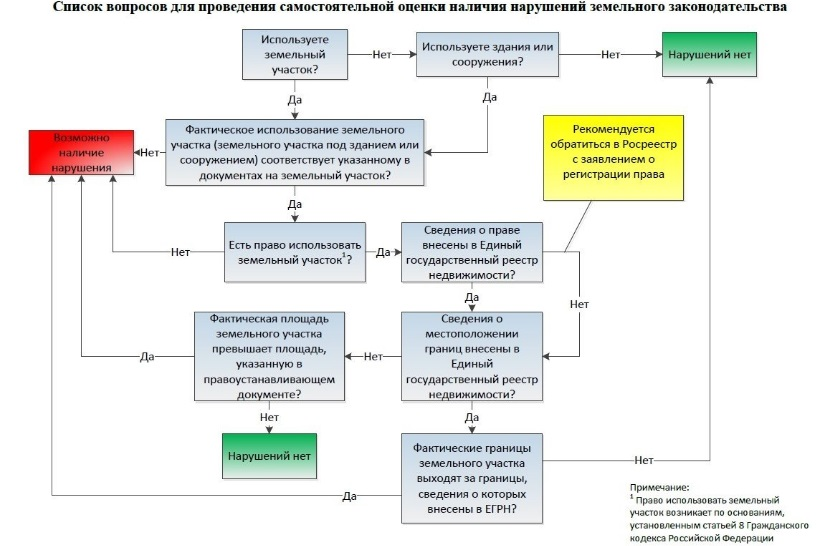 Список вопросов для проведения самостоятельной оценки наличия нарушений земельного законодательства
Используете
земельный
участок?
Нет
Используете здания или
сооружения?
Нет
Нарушений нет
Да
Да
Фактическое использование земельного
участка (земельного участка под зданием или
сооружением) соответствует указанному в
документах на земельный участок?
Нет
Возможно
наличие
нарушения
Рекомендуется
обратиться в Росреестр
с заявлением о
регистрации права
Да
Есть право использовать
земельный участок¹?
Нет
Да
Сведения о праве
внесены в Единый
государственный реестр
недвижимости?
Нет
Да
Сведения о
местоположении
границ внесены в
Единый
государственный реестр
недвижимости?
Нет
Фактическая площадь
земельного участка
превышает площадь,
указанную в
правоустанавливающем
документе?
Да
Нет
Нарушений нет
Да
Фактические границы
земельного участка
выходят за границы,
сведения о которых
внесены в ЕГРН?
Нет
Да
Примечание:
¹ Право использовать земельный
участок возникает по основаниям,
установленным статьей 8 Гражданского
кодекса Российской Федерации